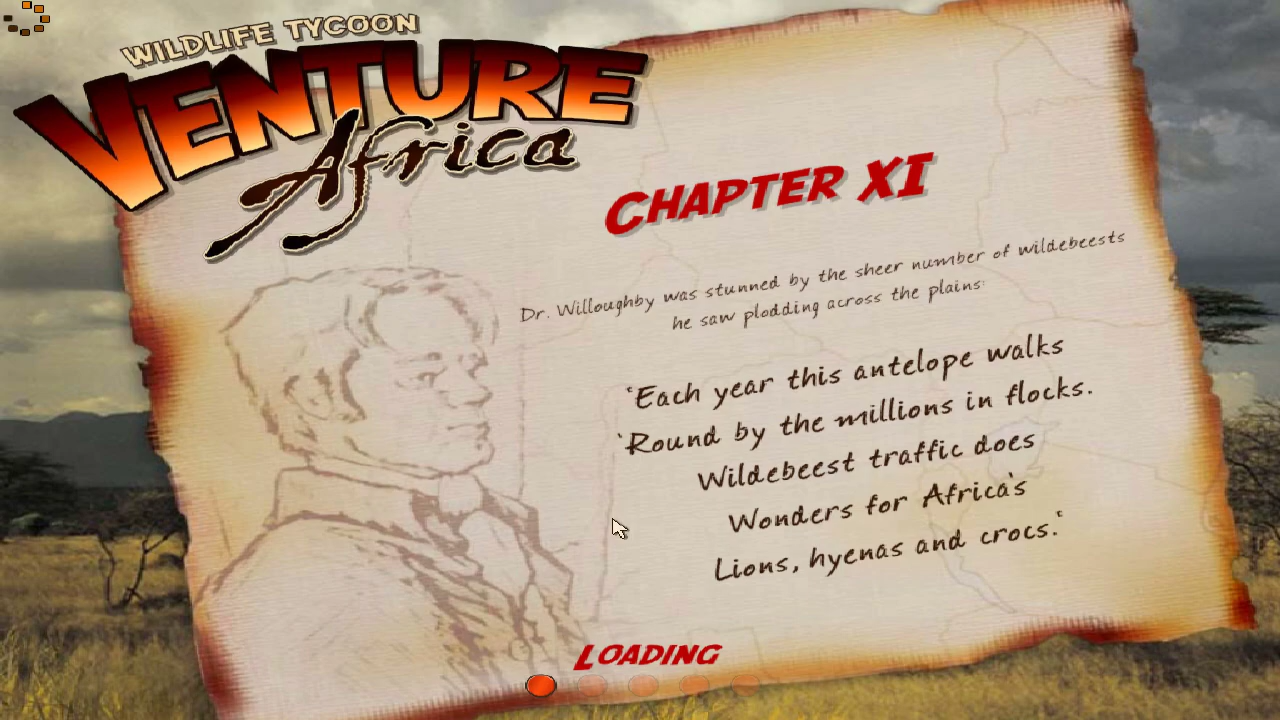 WILDLIFE TYCOON
VENTURE
Africa
CHAPTER XI
Dr. Willoughby was stunned by the sheer number of wildebeests
he saw plodding across the plains:
"Each year this antelope walks
'Round by the millions in flocks.
Wildebeest traffic does
Wonders for Africa's
Lions, hyenas and crocs."
LOADING